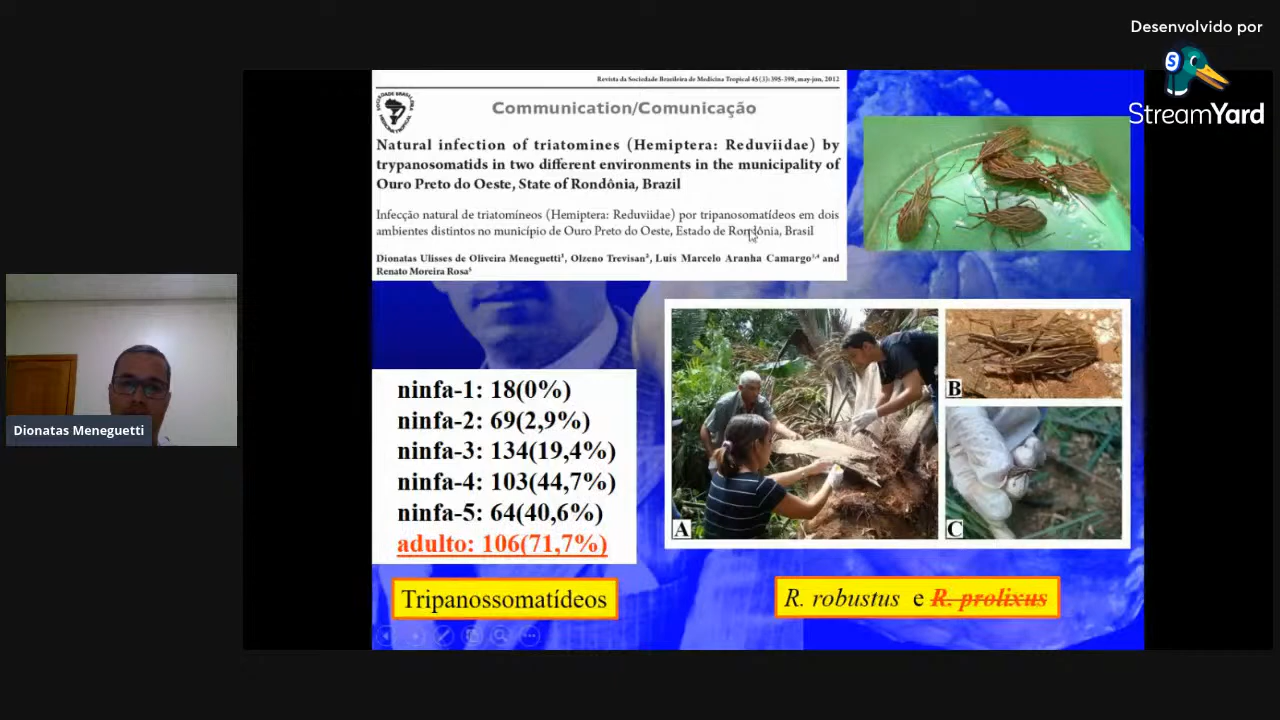 Desenvolvido por
StreamYard
Revista da Sociedade Brasileira de Medicina Tropical 45(3):395-398, may-jun, 2012
Communication/Comunicação
Natural infection of triatomines (Hemiptera: Reduviidae) by
trypanosomatids in two different environments in the municipality of
Ouro Preto do Oeste, State of Rondônia, Brazil
Infecção natural de triatomíneos (Hemiptera: Reduviidae) por tripanosomatídeos em dois
ambientes distintos no município de Ouro Preto do Oeste, Estado de Rondônia, Brasil
Dionatas Ulisses de Oliveira Meneguetti¹, Olzeno Trevisan², Luís Marcelo Aranha Camargo³,⁴ and
Renato Moreira Rosa⁵
Dionatas Meneguetti
ninfa-1: 18(0%)
ninfa-2: 69(2,9%)
ninfa-3: 134(19,4%)
ninfa-4: 103(44,7%)
ninfa-5: 64(40,6%)
adulto: 106(71,7%)
Tripanossomatídeos
A
B
C
R. robustus e R. prolixus